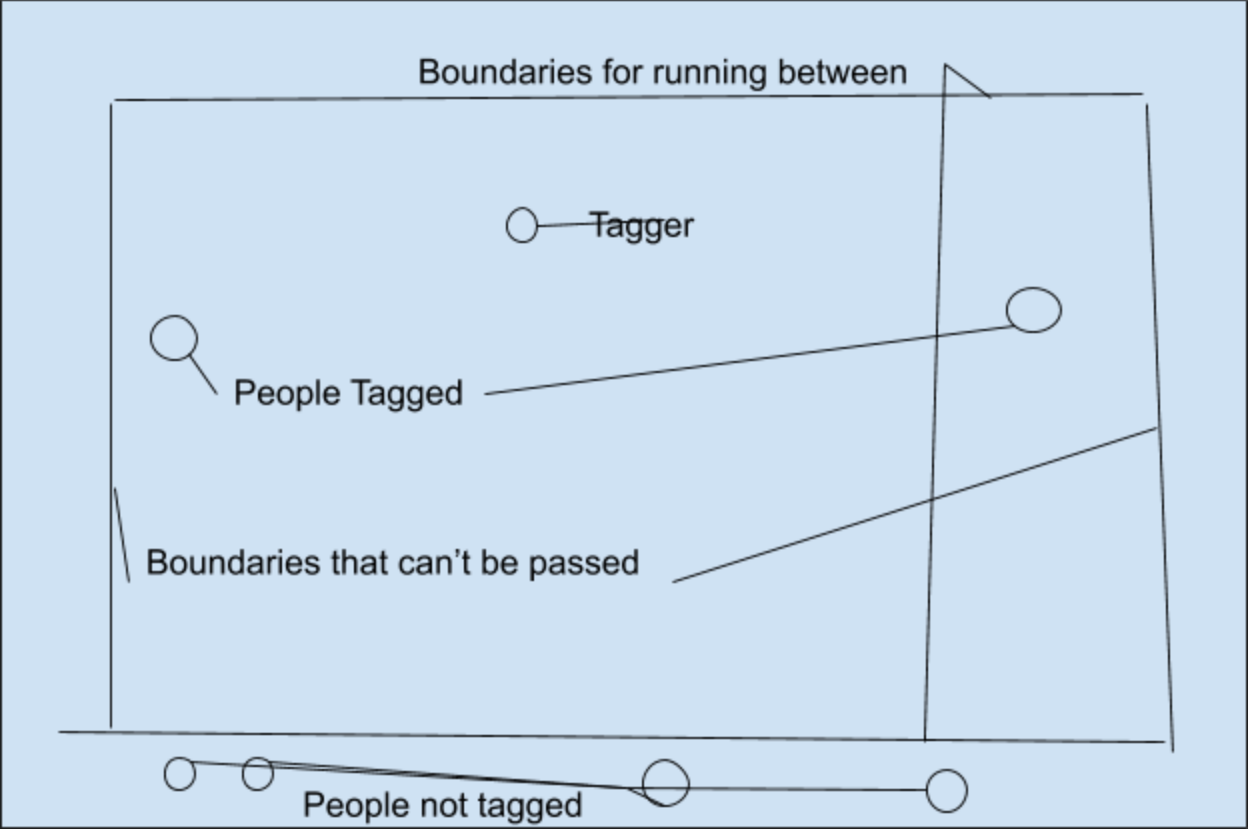 Boundaries for running between
Tagger
People Tagged
Boundaries that can’t be passed
People not tagged